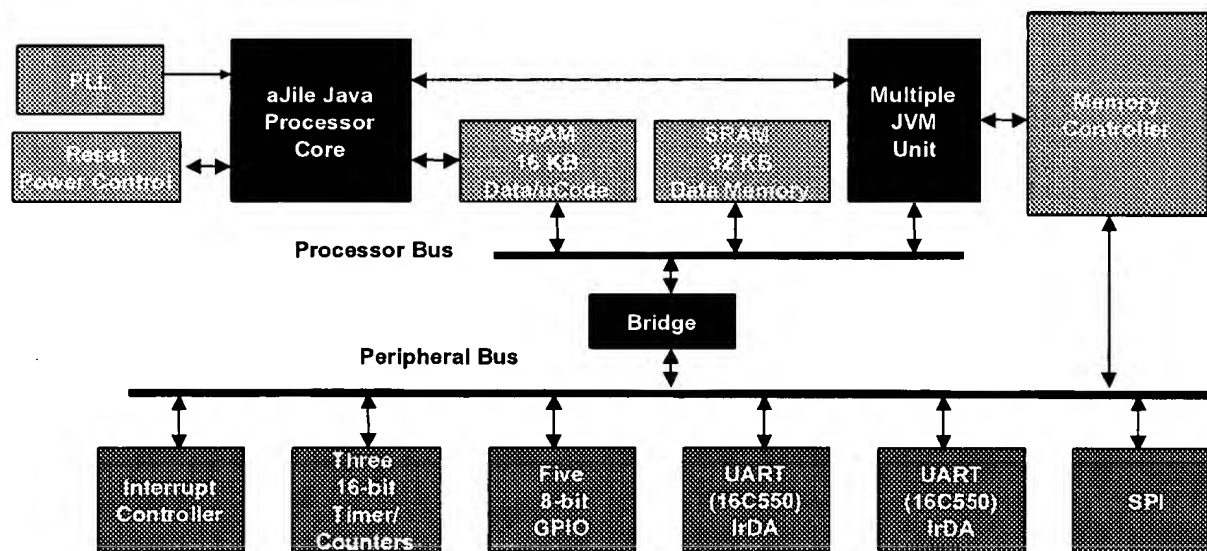 PLL
Reset
Power Control
aJile Java
Processor
Core
SRAM
16 KB
Data/uCode
SRAM
32 KB
Data Memory
Multiple
JVM
Unit
Memory
Controller
Processor Bus
Bridge
Peripheral Bus
Interrupt
Controller
Three
16-bit
Timer/
Counters
Five
8-bit
GPIO
UART
(16C550)
IrDA
UART
(16C550)
IrDA
SPI